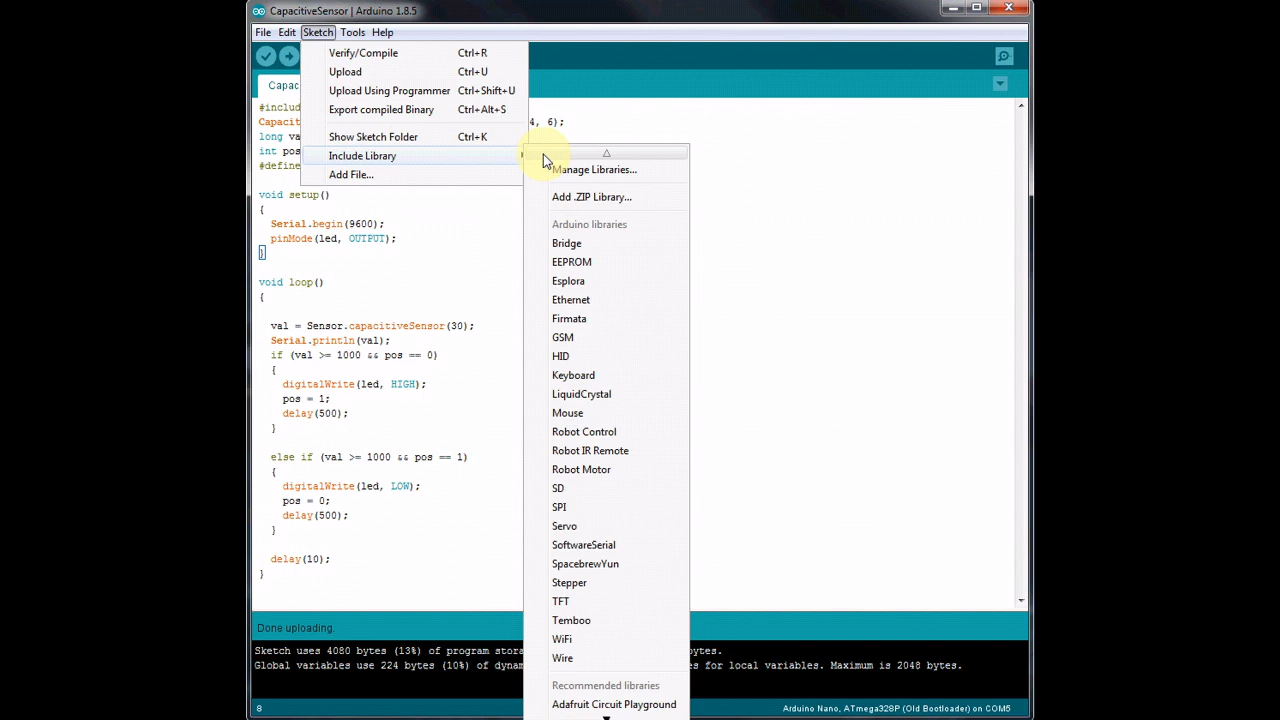 CapacitiveSensor | Arduino 1.8.5
File Edit Sketch Tools Help
Verify/Compile Ctrl+R
Upload Ctrl+U
Upload Using Programmer Ctrl+Shift+U
Export compiled Binary Ctrl+Alt+S
Show Sketch Folder Ctrl+K
Include Library
Add File...
Manage Libraries...
Add .ZIP Library...
Arduino libraries
Bridge
EEPROM
Esplora
Ethernet
Firmata
GSM
HID
Keyboard
LiquidCrystal
Mouse
Robot Control
Robot IR Remote
Robot Motor
SD
SPI
Servo
SoftwareSerial
SpacebrewYun
Stepper
TFT
Temboo
WiFi
Wire
Recommended libraries
Adafruit Circuit Playground
Capac
#includ
Capacit 4, 6);
long va
int pos
#define
void setup()
{
Serial.begin(9600);
pinMode(led, OUTPUT);
}
void loop()
{
val = Sensor.capacitiveSensor(30);
Serial.println(val);
if (val >= 1000 && pos == 0)
{
digitalWrite(led, HIGH);
pos = 1;
delay(500);
}
else if (val >= 1000 && pos == 1)
{
digitalWrite(led, LOW);
pos = 0;
delay(500);
}
delay(10);
}
Done uploading.
Sketch uses 4080 bytes (13%) of program stora ytes.
Global variables use 224 bytes (10%) of dynam es for local variables. Maximum is 2048 bytes.
8 Arduino Nano, ATmega328P (Old Bootloader) on COM5